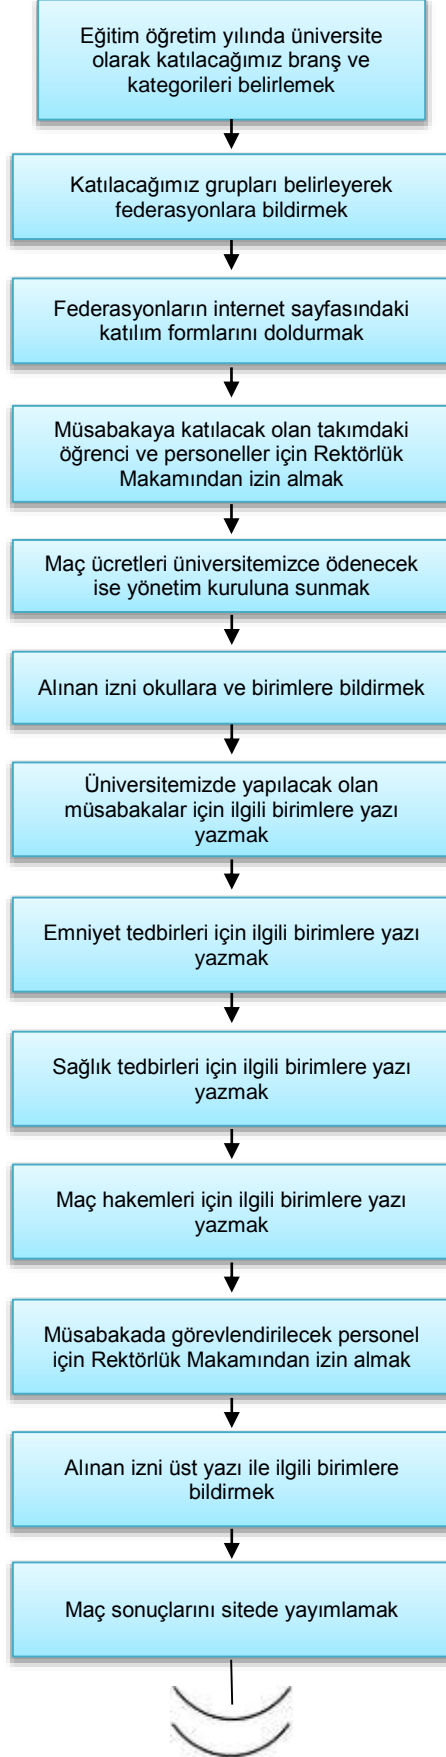 Eğitim öğretim yılında üniversite
olarak katılacağımız branş ve
kategorileri belirlemek
Katılacağımız grupları belirleyerek
federasyonlara bildirmek
Federasyonların internet sayfasındaki
katılım formlarını doldurmak
Müsabakaya katılacak olan takımdaki
öğrenci ve personeller için Rektörlük
Makamından izin almak
Maç ücretleri üniversitemizce ödenecek
ise yönetim kuruluna sunmak
Alınan izni okullara ve birimlere bildirmek
Üniversitemizde yapılacak olan
müsabakalar için ilgili birimlere yazı
yazmak
Emniyet tedbirleri için ilgili birimlere yazı
yazmak
Sağlık tedbirleri için ilgili birimlere yazı
yazmak
Maç hakemleri için ilgili birimlere yazı
yazmak
Müsabakada görevlendirilecek personel
için Rektörlük Makamından izin almak
Alınan izni üst yazı ile ilgili birimlere
bildirmek
Maç sonuçlarını sitede yayımlamak